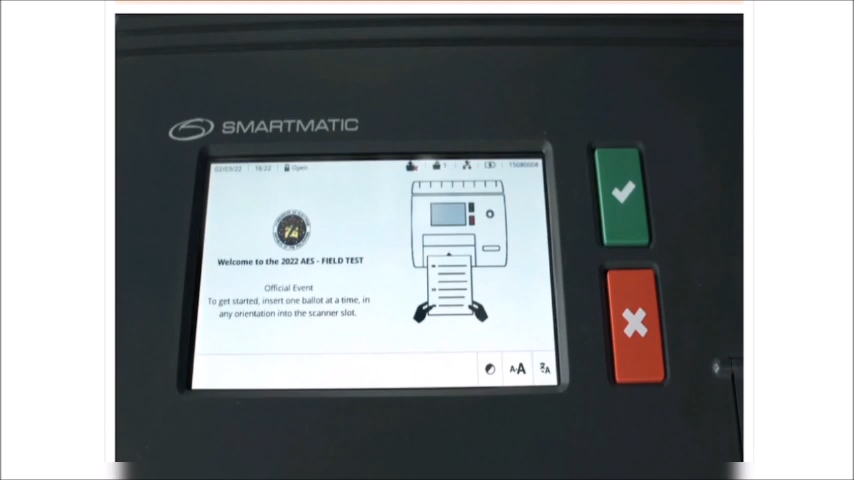 SMARTMATIC
02/03/22 16:22 Open
Welcome to the 2022 AES - FIELD TEST
Official Event
To get started, insert one ballot at a time, in
any orientation into the scanner slot.
A-A